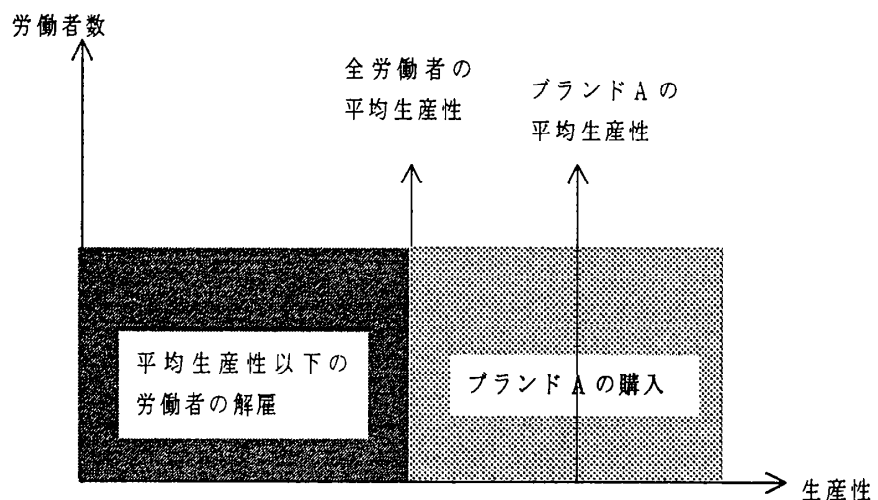 労働者数
全労働者の
平均生産性
ブランドAの
平均生産性
平均生産性以下の
労働者の解雇
ブランドAの購入
生産性